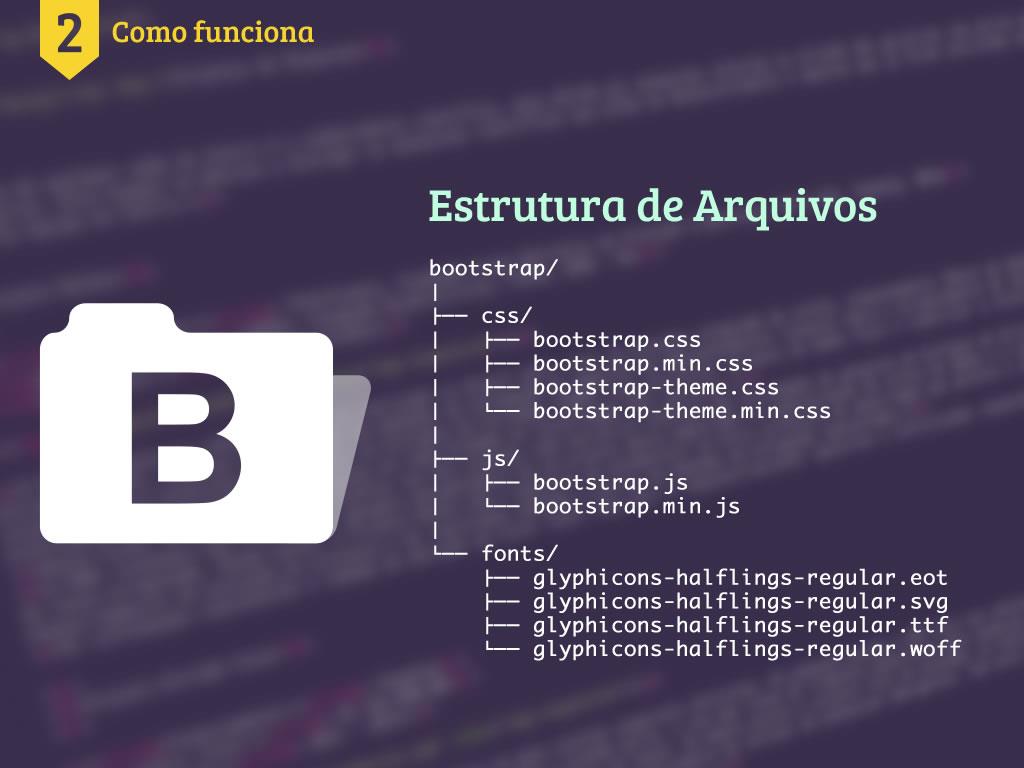 2 Como funciona
Estrutura de Arquivos
bootstrap/
|
├── css/
|   ├── bootstrap.css
|   ├── bootstrap.min.css
|   ├── bootstrap-theme.css
|   └── bootstrap-theme.min.css
|
├── js/
|   ├── bootstrap.js
|   └── bootstrap.min.js
|
└── fonts/
    ├── glyphicons-halflings-regular.eot
    ├── glyphicons-halflings-regular.svg
    ├── glyphicons-halflings-regular.ttf
    └── glyphicons-halflings-regular.woff
B